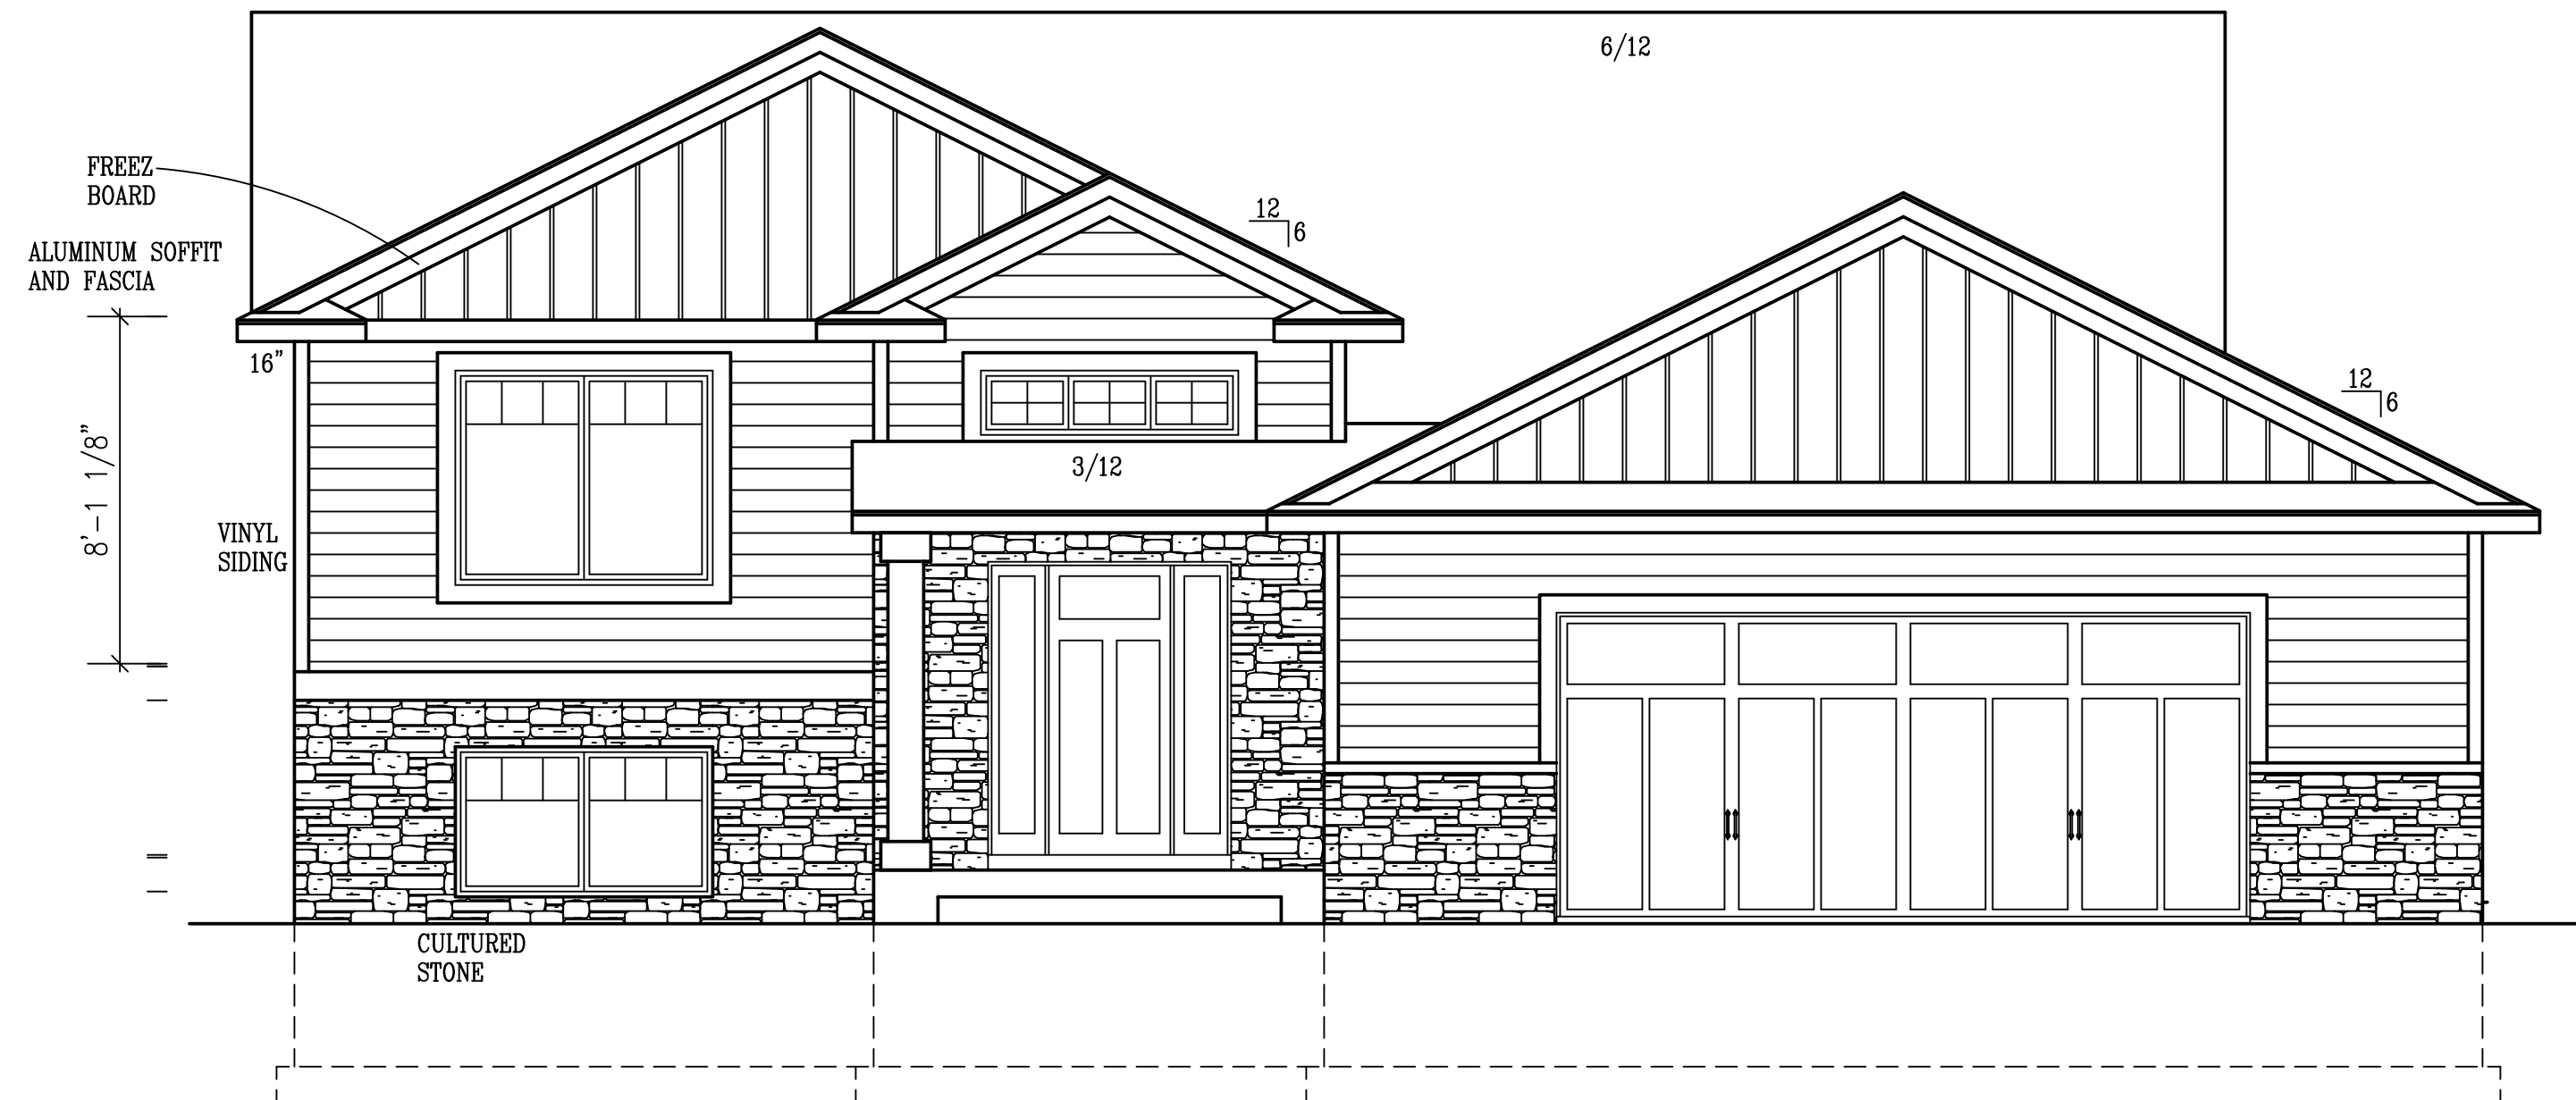 6/12
FREEZ
BOARD
12
6
ALUMINUM SOFFIT
AND FASCIA
16"
12
6
8'-1 1/8"
3/12
VINYL
SIDING
CULTURED
STONE